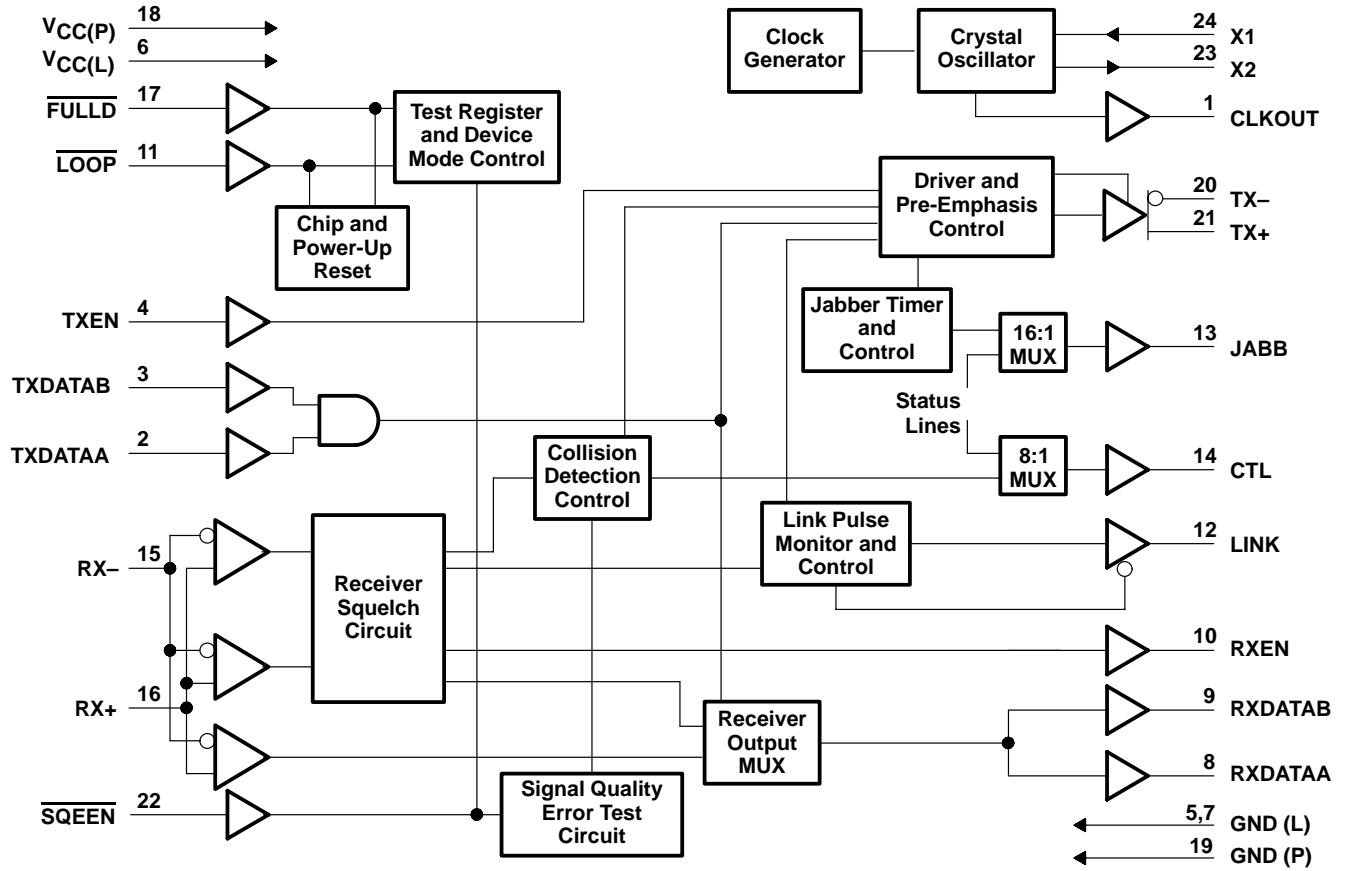 VCC(P) 18
VCC(L) 6
FULLD 17
LOOP 11
TXEN 4
TXDATAB 3
TXDATAA 2
RX– 15
RX+ 16
SQEEN 22
Test Register
and Device
Mode Control
Chip and
Power-Up
Reset
Receiver
Squelch
Circuit
Collision
Detection
Control
Signal Quality
Error Test
Circuit
Clock
Generator
Crystal
Oscillator
Driver and
Pre-Emphasis
Control
Jabber Timer
and
Control
16:1
MUX
Status
Lines
8:1
MUX
Link Pulse
Monitor and
Control
Receiver
Output
MUX
24 X1
23 X2
1 CLKOUT
20 TX–
21 TX+
13 JABB
14 CTL
12 LINK
10 RXEN
9 RXDATAB
8 RXDATAA
5,7 GND (L)
19 GND (P)